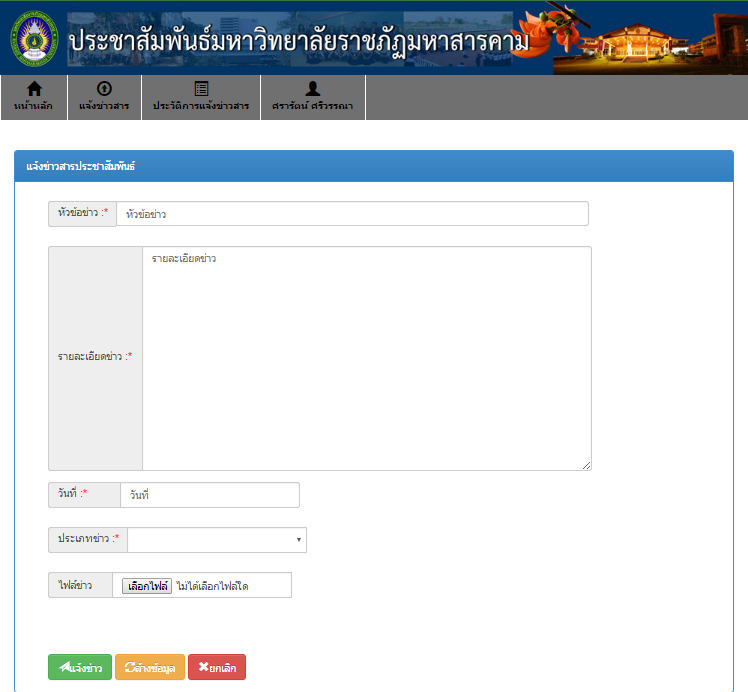 ประชาสัมพันธ์มหาวิทยาลัยราชภัฏมหาสารคาม
หน้าหลัก แจ้งข่าวสาร ประวัติการแจ้งข่าวสาร ศรารัตน์ ศรีวรรณา
แจ้งข่าวสารประชาสัมพันธ์
หัวข้อข่าว :* หัวข้อข่าว
รายละเอียดข่าว
รายละเอียดข่าว :*
วันที่ :* วันที่
ประเภทข่าว :*
ไฟล์ข่าว เลือกไฟล์ ไม่ได้เลือกไฟล์ใด
แจ้งข่าว ล้างข้อมูล ยกเลิก